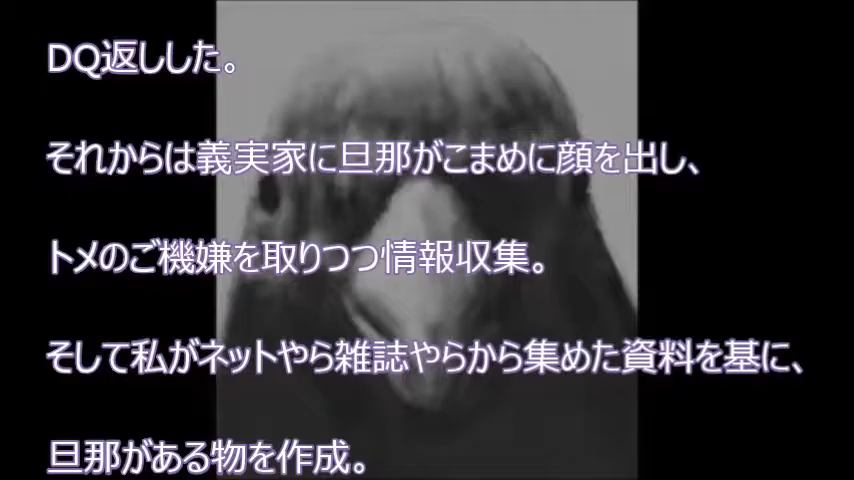 DQ返しした。
それからは義実家に旦那がこまめに顔を出し、
トメのご機嫌を取りつつ情報収集。
そして私がネットやら雑誌やらから集めた資料を基に、
旦那がある物を作成。